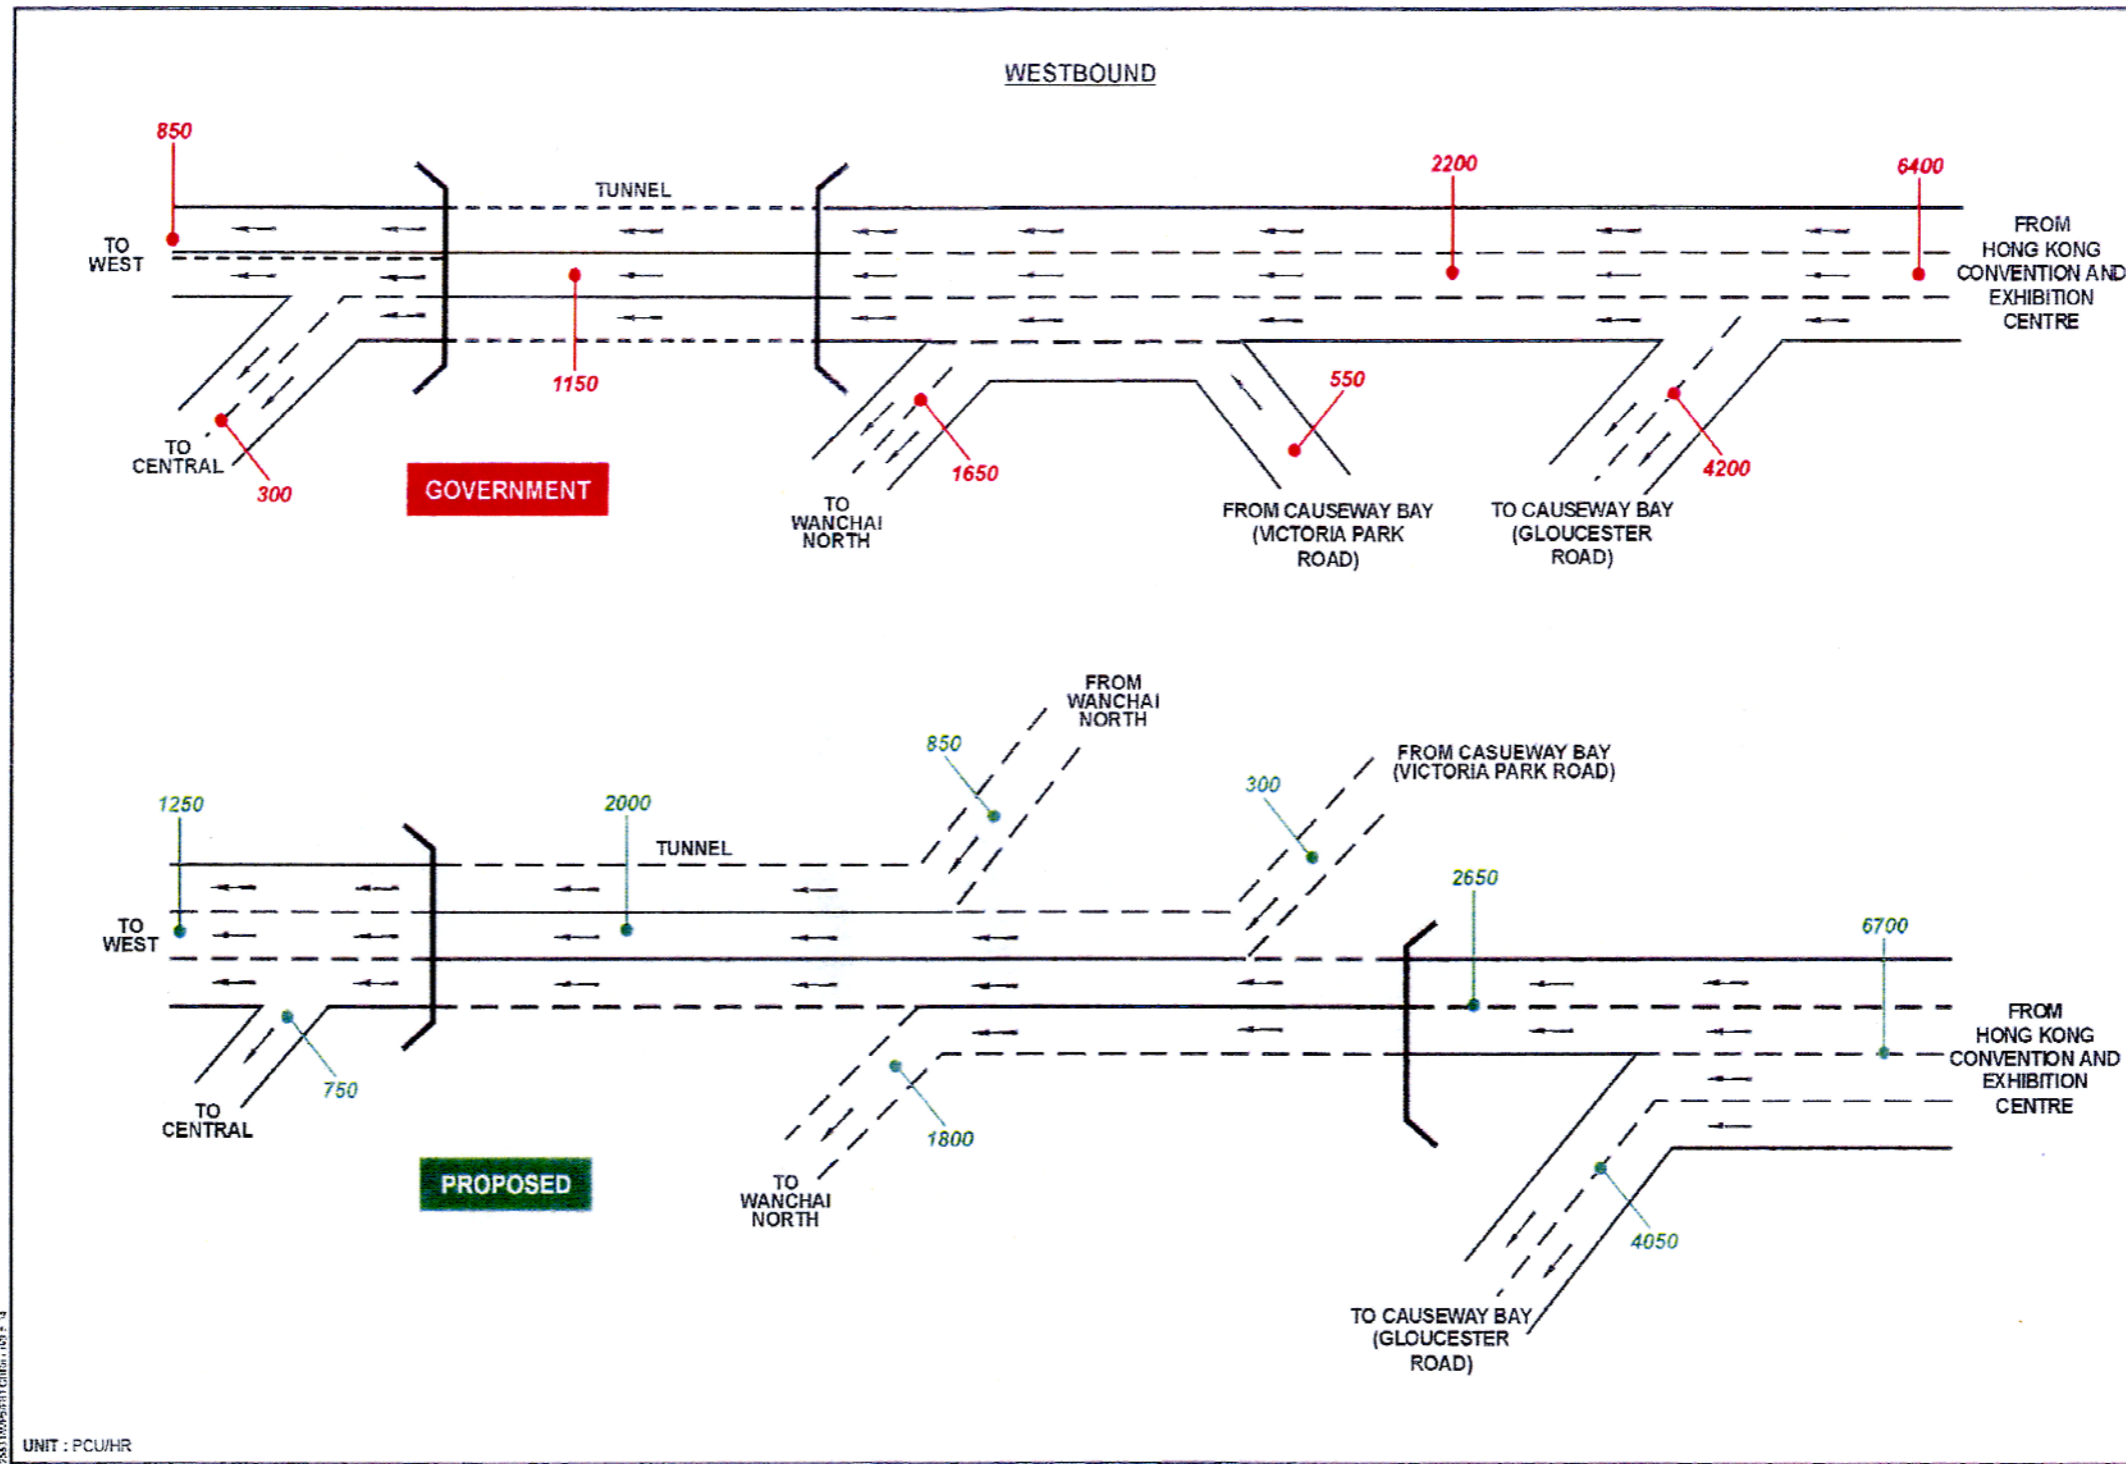 WESTBOUND
850
2200
6400
TUNNEL
TO
WEST
FROM
HONG KONG
CONVENTION AND
EXHIBITION
CENTRE
1150
550
1650
4200
300
TO
CENTRAL
GOVERNMENT
TO
WANCHAI
NORTH
FROM CAUSEWAY BAY
(VICTORIA PARK
ROAD)
TO CAUSEWAY BAY
(GLOUCESTER
ROAD)
FROM
WANCHAI
NORTH
850
FROM CASUEWAY BAY
(VICTORIA PARK ROAD)
300
1250
2000
TUNNEL
2650
6700
TO
WEST
FROM
HONG KONG
CONVENTION AND
EXHIBITION
CENTRE
750
TO
CENTRAL
1800
PROPOSED
TO
WANCHAI
NORTH
4050
TO CAUSEWAY BAY
(GLOUCESTER
ROAD)
UNIT : PCU/HR